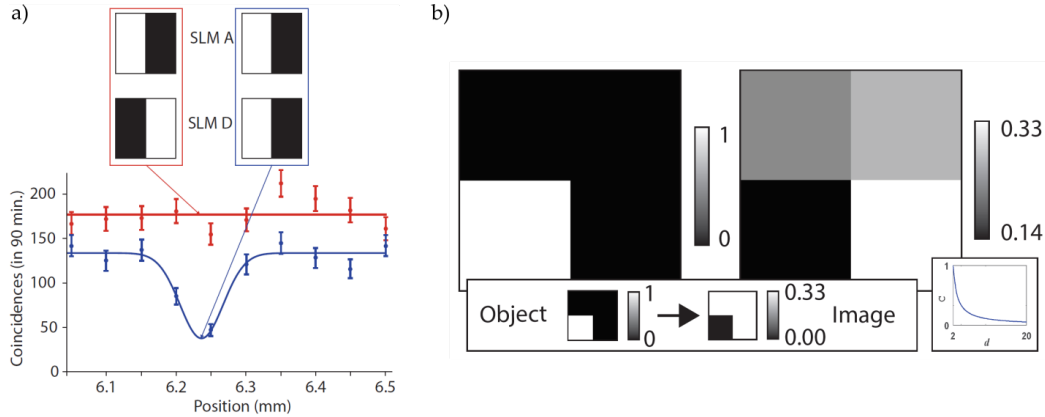 a)
SLM A
SLM D
Coincidences (in 90 min.)
200
150
100
50
0
6.1
6.2
6.3
6.4
6.5
Position (mm)
b)
1
0
0.33
0.14
Object
1
0
0.33
0.00
Image
1
C
0
2
d
20